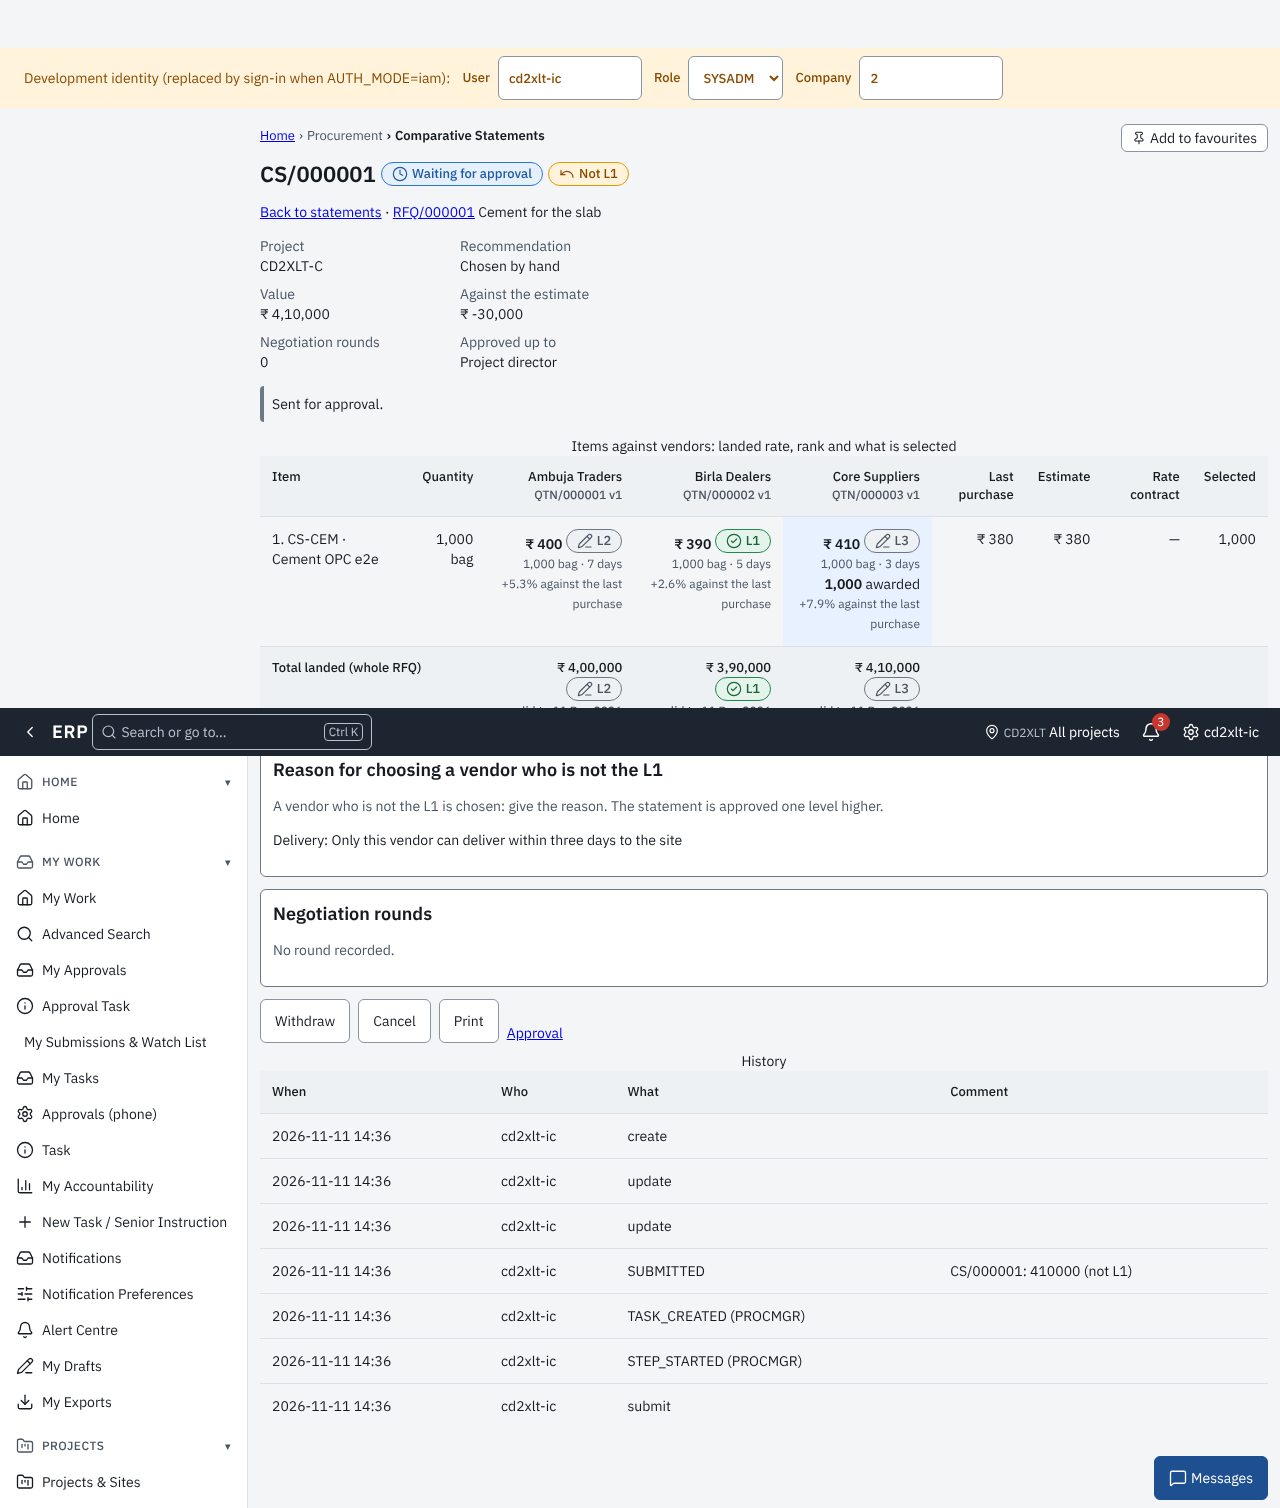 Development identity (replaced by sign-in when AUTH_MODE=iam): User cd2xlt-ic Role SYSADM Company 2
Home › Procurement › Comparative Statements
Add to favourites
CS/000001 Waiting for approval Not L1
Back to statements · RFQ/000001 Cement for the slab
Project Recommendation
CD2XLT-C Chosen by hand
Value Against the estimate
₹ 4,10,000 ₹ -30,000
Negotiation rounds Approved up to
0 Project director
Sent for approval.
Items against vendors: landed rate, rank and what is selected
Item Quantity Ambuja Traders Birla Dealers Core Suppliers Last Estimate Rate Selected
QTN/000001 v1 QTN/000002 v1 QTN/000003 v1 purchase contract
1. CS-CEM · 1,000 ₹ 400 L2 ₹ 390 L1 ₹ 410 L3 ₹ 380 ₹ 380 — 1,000
Cement OPC e2e bag 1,000 bag · 7 days 1,000 bag · 5 days 1,000 bag · 3 days
+5.3% against the last +2.6% against the last 1,000 awarded
purchase purchase +7.9% against the last
purchase
Total landed (whole RFQ) ₹ 4,00,000 ₹ 3,90,000 ₹ 4,10,000
L2 L1 L3
ERP Search or go to... Ctrl K CD2XLT All projects 3 cd2xlt-ic
HOME
Home
MY WORK
My Work
Advanced Search
My Approvals
Approval Task
My Submissions & Watch List
My Tasks
Approvals (phone)
Task
My Accountability
New Task / Senior Instruction
Notifications
Notification Preferences
Alert Centre
My Drafts
My Exports
PROJECTS
Projects & Sites
Reason for choosing a vendor who is not the L1
A vendor who is not the L1 is chosen: give the reason. The statement is approved one level higher.
Delivery: Only this vendor can deliver within three days to the site
Negotiation rounds
No round recorded.
Withdraw Cancel Print Approval
History
When Who What Comment
2026-11-11 14:36 cd2xlt-ic create
2026-11-11 14:36 cd2xlt-ic update
2026-11-11 14:36 cd2xlt-ic update
2026-11-11 14:36 cd2xlt-ic SUBMITTED CS/000001: 410000 (not L1)
2026-11-11 14:36 cd2xlt-ic TASK_CREATED (PROCMGR)
2026-11-11 14:36 cd2xlt-ic STEP_STARTED (PROCMGR)
2026-11-11 14:36 cd2xlt-ic submit
Messages